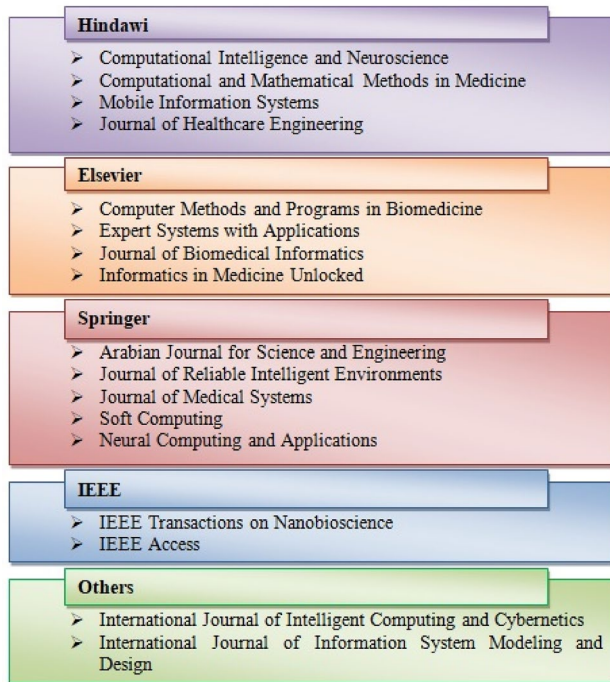 Hindawi
➢ Computational Intelligence and Neuroscience
➢ Computational and Mathematical Methods in Medicine
➢ Mobile Information Systems
➢ Journal of Healthcare Engineering
Elsevier
➢ Computer Methods and Programs in Biomedicine
➢ Expert Systems with Applications
➢ Journal of Biomedical Informatics
➢ Informatics in Medicine Unlocked
Springer
➢ Arabian Journal for Science and Engineering
➢ Journal of Reliable Intelligent Environments
➢ Journal of Medical Systems
➢ Soft Computing
➢ Neural Computing and Applications
IEEE
➢ IEEE Transactions on Nanobioscience
➢ IEEE Access
Others
➢ International Journal of Intelligent Computing and Cybernetics
➢ International Journal of Information System Modeling and
Design